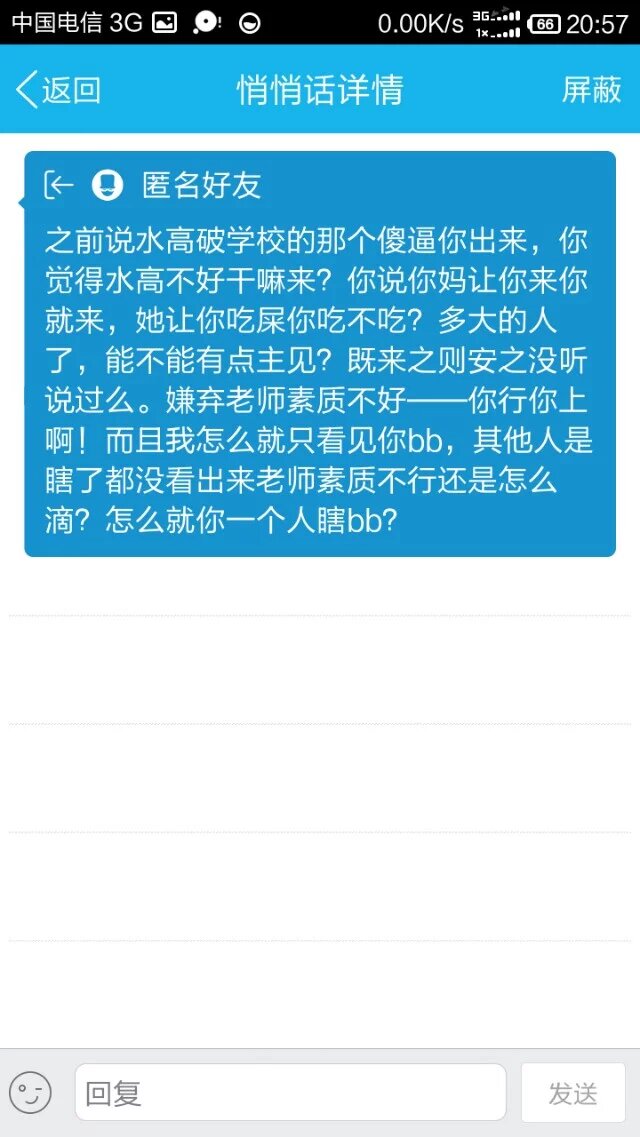 中国电信 3G 0.00K/s 3G 1x 66 20:57
返回 悄悄话详情 屏蔽
匿名好友
之前说水高破学校的那个傻逼你出来，你
觉得水高不好干嘛来？你说你妈让你来你
就来，她让你吃屎你吃不吃？多大的人
了，能不能有点主见？既来之则安之没听
说过么。嫌弃老师素质不好——你行你上
啊！而且我怎么就只看见你bb，其他人是
瞎了都没看出来老师素质不行还是怎么
滴？怎么就你一个人瞎bb？
回复 发送